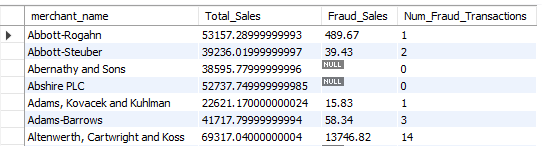 merchant_name Total_Sales Fraud_Sales Num_Fraud_Transactions
Abbott-Rogahn 53157.28999999993 489.67 1
Abbott-Steuber 39236.01999999997 39.43 2
Abernathy and Sons 38595.77999999996 NULL 0
Abshire PLC 52737.749999999985 NULL 0
Adams, Kovacek and Kuhlman 22621.170000000024 15.83 1
Adams-Barrows 41717.79999999994 58.34 3
Altenwerth, Cartwright and Koss 69317.04000000004 13746.82 14